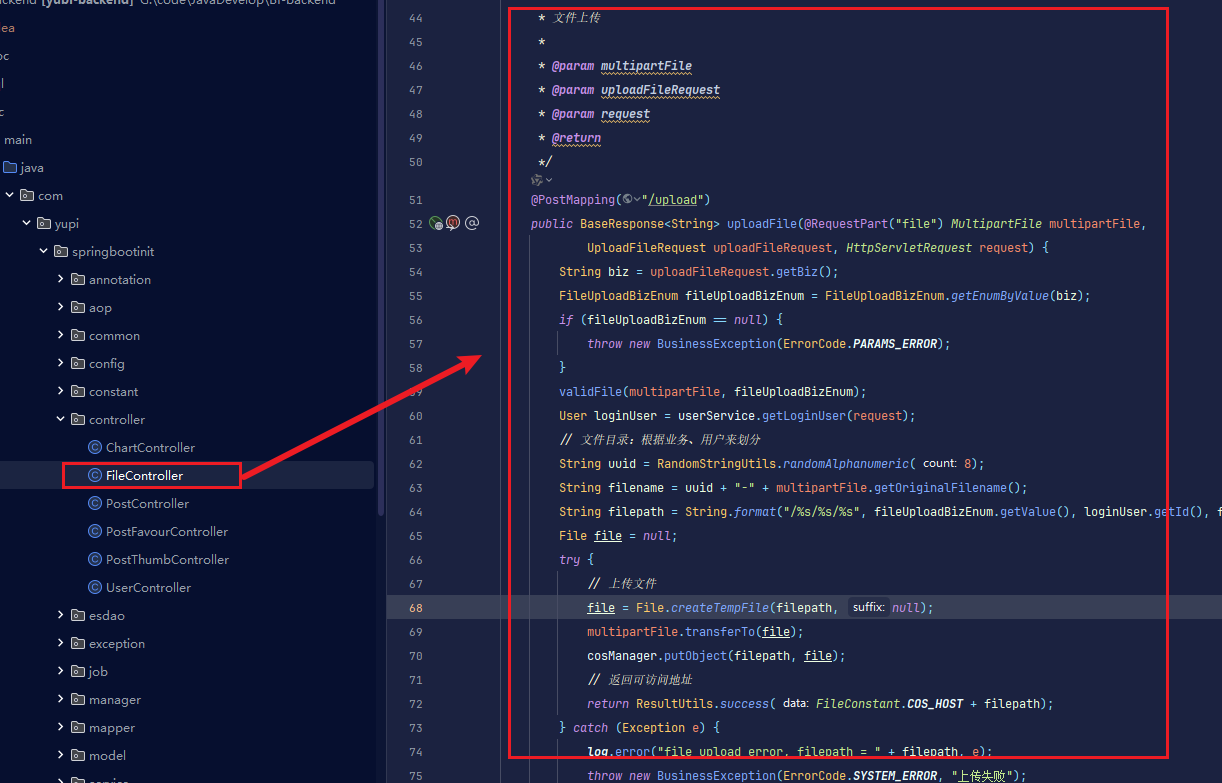 [yubi-backend] G:\code\JavaDevelop\BI-backend
ea
oc
l
c
main
java
com
yupi
springbootinit
annotation
aop
common
config
constant
controller
ChartController
FileController
PostController
PostFavourController
PostThumbController
UserController
esdao
exception
job
manager
mapper
model
44 * 文件上传
45 *
46 * @param multipartFile
47 * @param uploadFileRequest
48 * @param request
49 * @return
50 */
51 @PostMapping("/upload")
52 public BaseResponse<String> uploadFile(@RequestPart("file") MultipartFile multipartFile,
53 UploadFileRequest uploadFileRequest, HttpServletRequest request) {
54 String biz = uploadFileRequest.getBiz();
55 FileUploadBizEnum fileUploadBizEnum = FileUploadBizEnum.getEnumByValue(biz);
56 if (fileUploadBizEnum == null) {
57 throw new BusinessException(ErrorCode.PARAMS_ERROR);
58 }
59 validFile(multipartFile, fileUploadBizEnum);
60 User loginUser = userService.getLoginUser(request);
61 // 文件目录：根据业务、用户来划分
62 String uuid = RandomStringUtils.randomAlphanumeric( count: 8);
63 String filename = uuid + "-" + multipartFile.getOriginalFilename();
64 String filepath = String.format("/%s/%s/%s", fileUploadBizEnum.getValue(), loginUser.getId(), f
65 File file = null;
66 try {
67 // 上传文件
68 file = File.createTempFile(filepath, suffix: null);
69 multipartFile.transferTo(file);
70 cosManager.putObject(filepath, file);
71 // 返回可访问地址
72 return ResultUtils.success( data: FileConstant.COS_HOST + filepath);
73 } catch (Exception e) {
74 log.error("file upload error, filepath = " + filepath, e);
75 throw new BusinessException(ErrorCode.SYSTEM_ERROR, "上传失败");